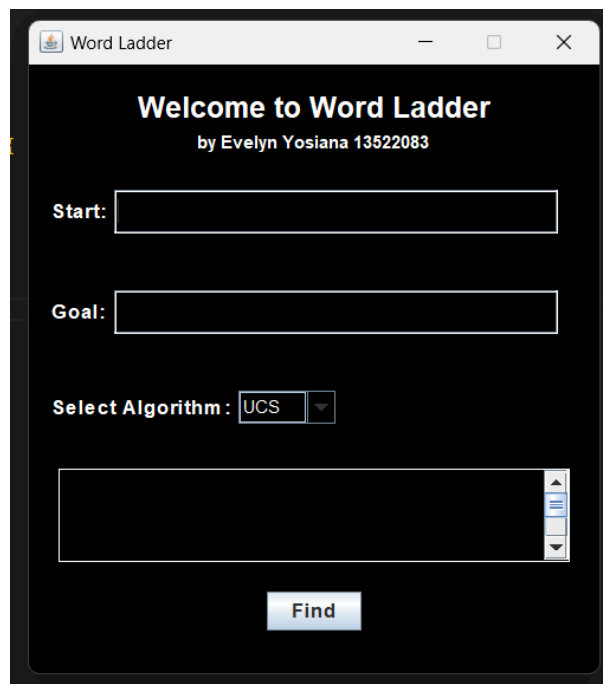 Word Ladder
Welcome to Word Ladder
by Evelyn Yosiana 13522083
Start:
Goal:
Select Algorithm : UCS
Find